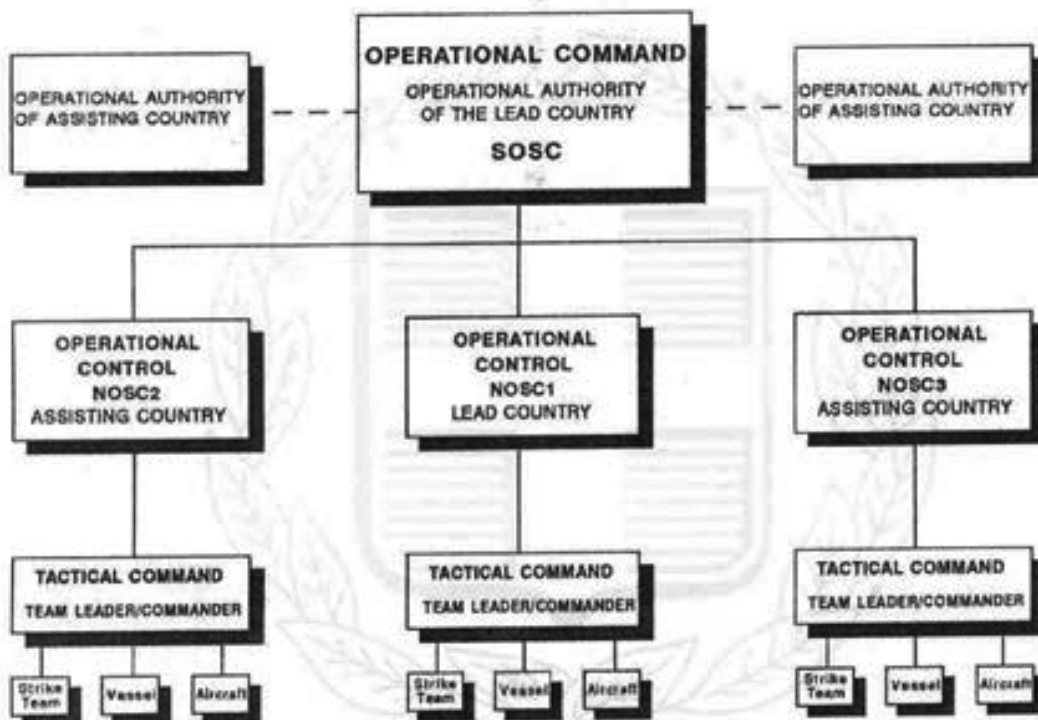 OPERATIONAL COMMAND
OPERATIONAL AUTHORITY
OF THE LEAD COUNTRY
SOSC
OPERATIONAL AUTHORITY
OF ASSISTING COUNTRY
OPERATIONAL AUTHORITY
OF ASSISTING COUNTRY
OPERATIONAL
CONTROL
NOSC2
ASSISTING COUNTRY
OPERATIONAL
CONTROL
NOSC1
LEAD COUNTRY
OPERATIONAL
CONTROL
NOSC3
ASSISTING COUNTRY
TACTICAL COMMAND
TEAM LEADER/COMMANDER
TACTICAL COMMAND
TEAM LEADER/COMMANDER
TACTICAL COMMAND
TEAM LEADER/COMMANDER
Strike
Team
Vessel
Aircraft
Strike
Team
Vessel
Aircraft
Strike
Team
Vessel
Aircraft